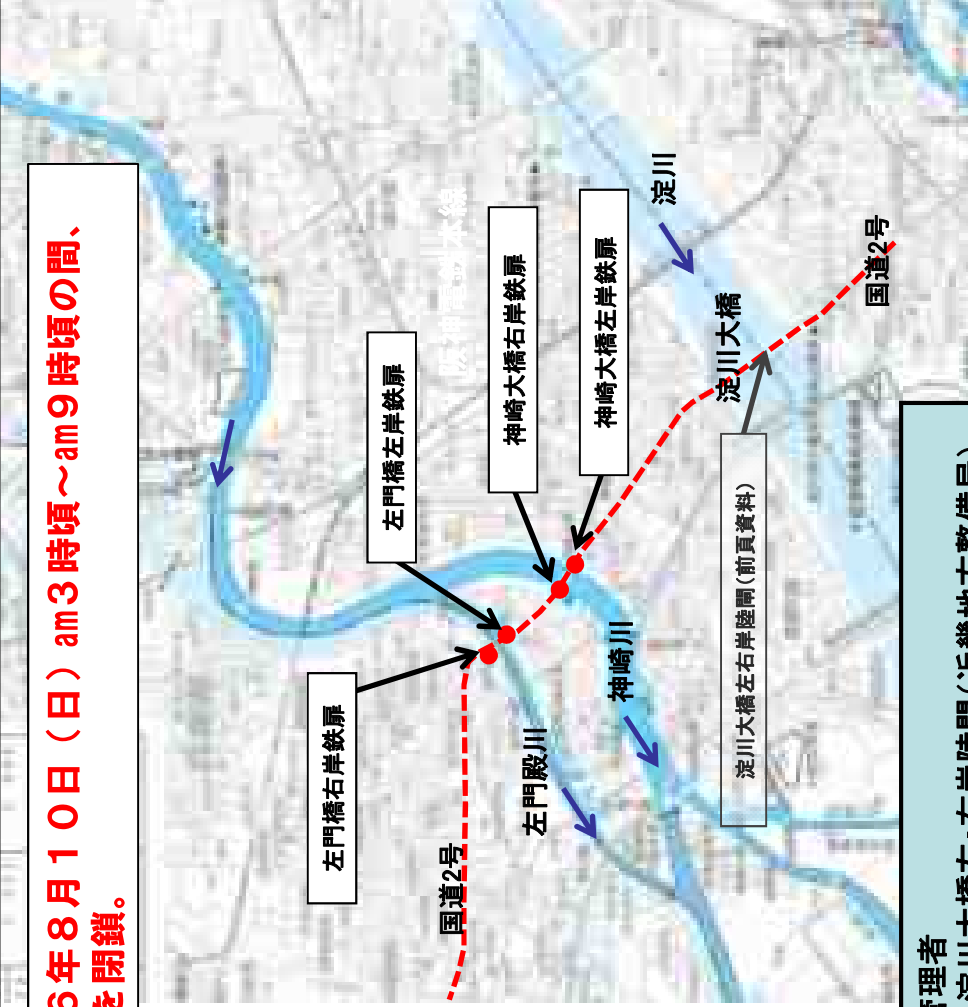 6年8月10日（日）am3時頃～am9時頃の間、
を閉鎖。
左門橋右岸鉄扉
左門橋左岸鉄扉
神崎大橋右岸鉄扉
神崎大橋左岸鉄扉
淀川
国道2号
淀川大橋
淀川大橋左右岸陸閘(前頁資料)
神崎川
左門殿川
国道2号
管理者
淀川大橋左・右岸陸閘(近畿地方整備局)